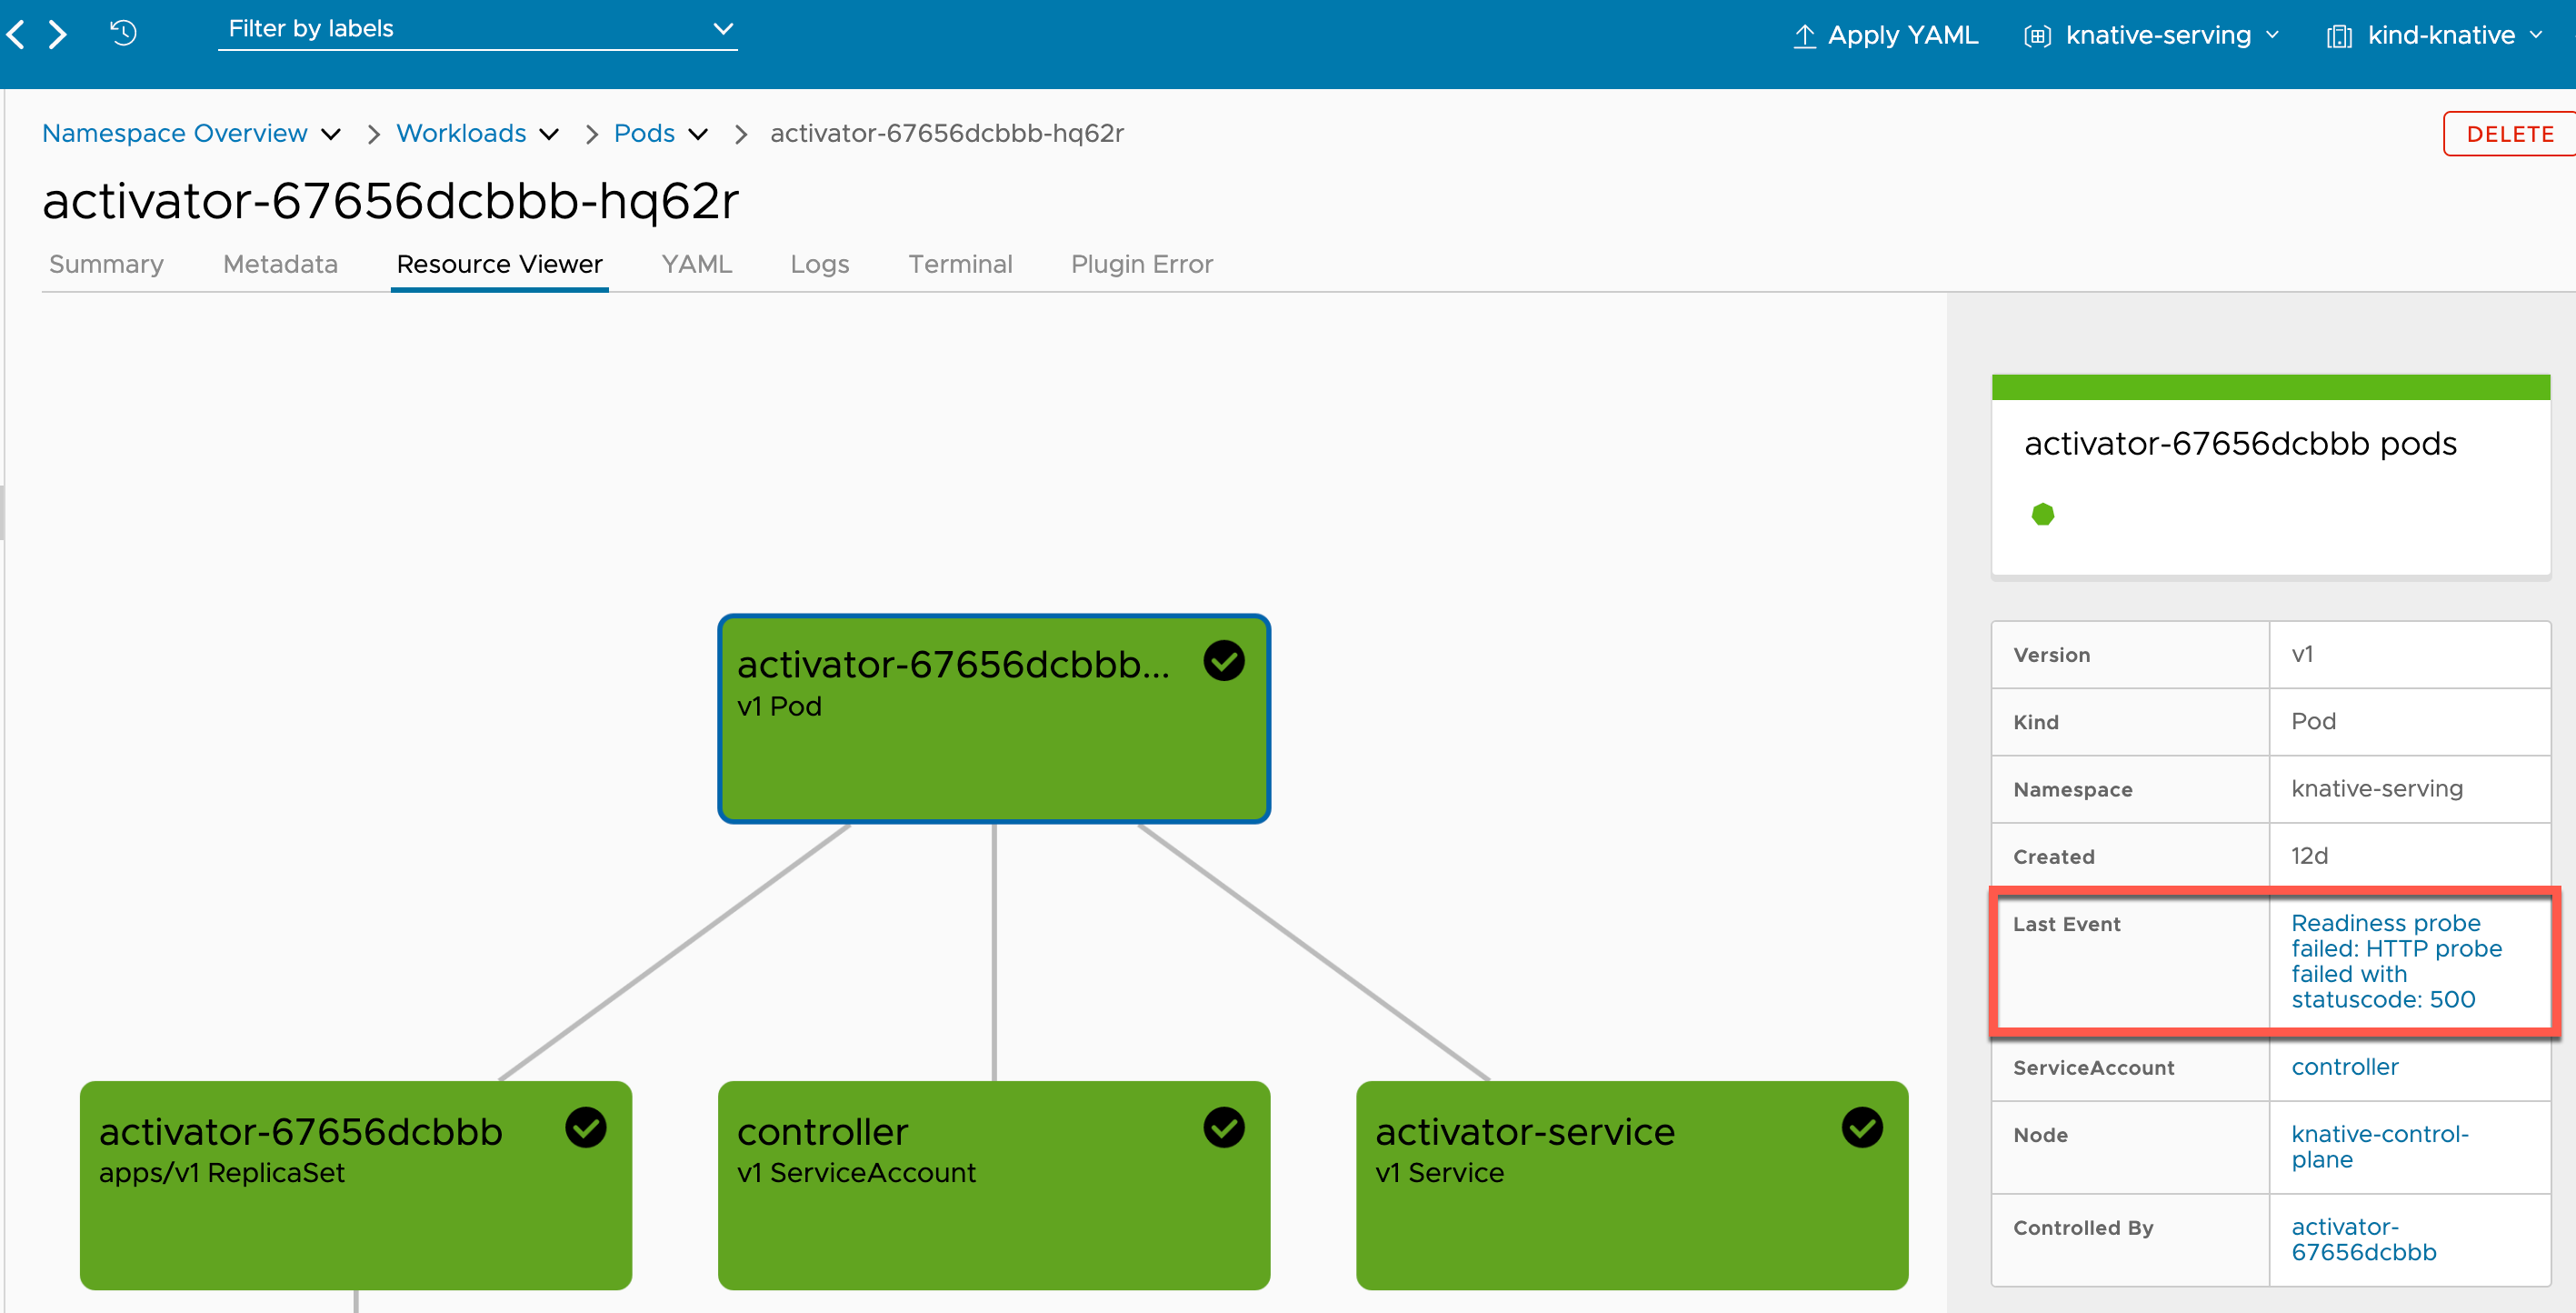 Filter by labels
Apply YAML
knative-serving
kind-knative
Namespace Overview
Workloads
Pods
activator-67656dcbbb-hq62r
DELETE
activator-67656dcbbb-hq62r
Summary
Metadata
Resource Viewer
YAML
Logs
Terminal
Plugin Error
activator-67656dcbbb...
v1 Pod
activator-67656dcbbb
apps/v1 ReplicaSet
controller
v1 ServiceAccount
activator-service
v1 Service
activator-67656dcbbb pods
Version
v1
Kind
Pod
Namespace
knative-serving
Created
12d
Last Event
Readiness probe
failed: HTTP probe
failed with
statuscode: 500
ServiceAccount
controller
Node
knative-control-
plane
Controlled By
activator-
67656dcbbb